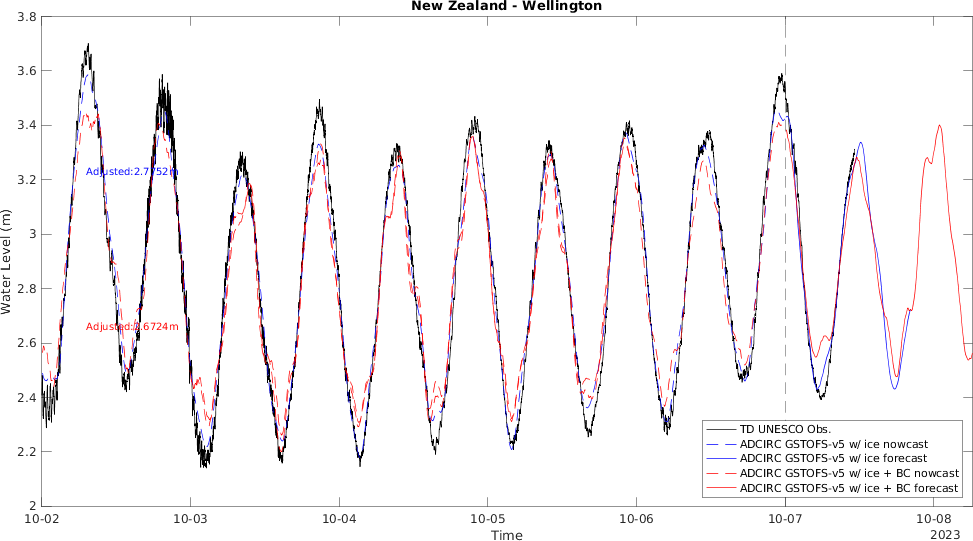 New Zealand - Wellington
3.8
3.6
3.4
3.2
3
2.8
2.6
2.4
2.2
2
Water Level (m)
Adjusted:2.7752m
m
TD UNESCO Obs.
ADCIRC GSTOFS-v5 w/ ice nowcast
ADCIRC GSTOFS-v5 w/ ice forecast
ADCIRC GSTOFS-v5 w/ ice + BC nowcast
ADCIRC GSTOFS-v5 w/ ice + BC forecast
10-02 10-03 10-04 10-05 10-06 10-07 10-08
Time
2023